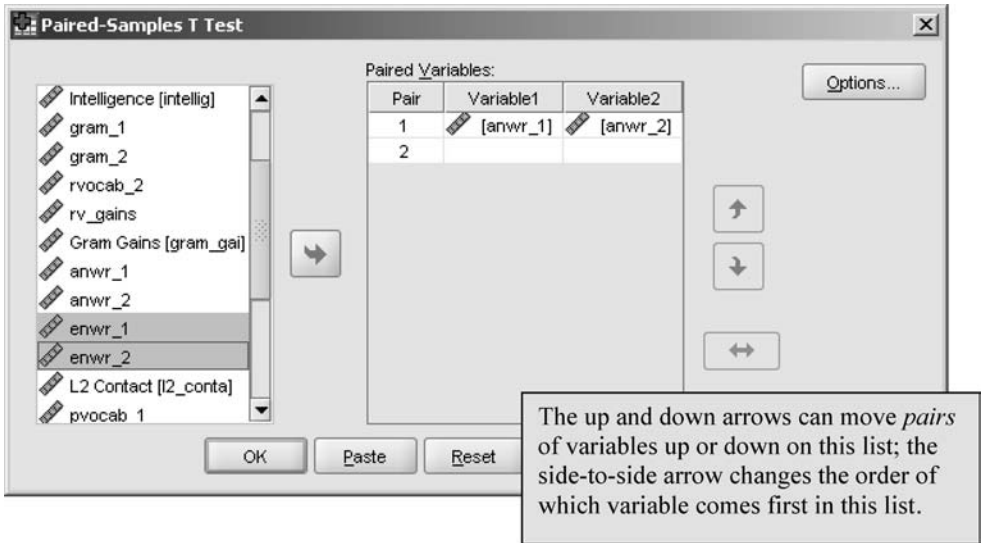 Paired-Samples T Test
Paired Variables:
Options...
Intelligence [intellig]
gram_1
gram_2
rvocab_2
rv_gains
Gram Gains [gram_gai]
anwr_1
anwr_2
enwr_1
enwr_2
L2 Contact [l2_conta]
pvocab_1
Pair Variable1 Variable2
1 [anwr_1] [anwr_2]
2
OK Paste Reset
The up and down arrows can move pairs
of variables up or down on this list; the
side-to-side arrow changes the order of
which variable comes first in this list.